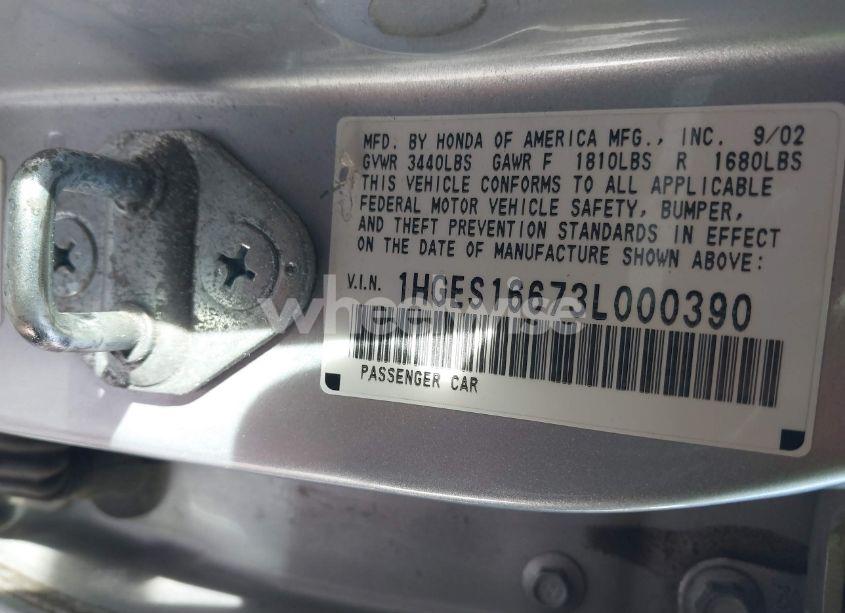 MFD. BY HONDA OF AMERICA MFG., INC. 9/02
GVWR 3440LBS GAWR F 1810LBS R 1680LBS
THIS VEHICLE CONFORMS TO ALL APPLICABLE
FEDERAL MOTOR VEHICLE SAFETY, BUMPER,
AND THEFT PREVENTION STANDARDS IN EFFECT
ON THE DATE OF MANUFACTURE SHOWN ABOVE:
V.I.N. 1HGES16673L000390
wheelwise
PASSENGER CAR